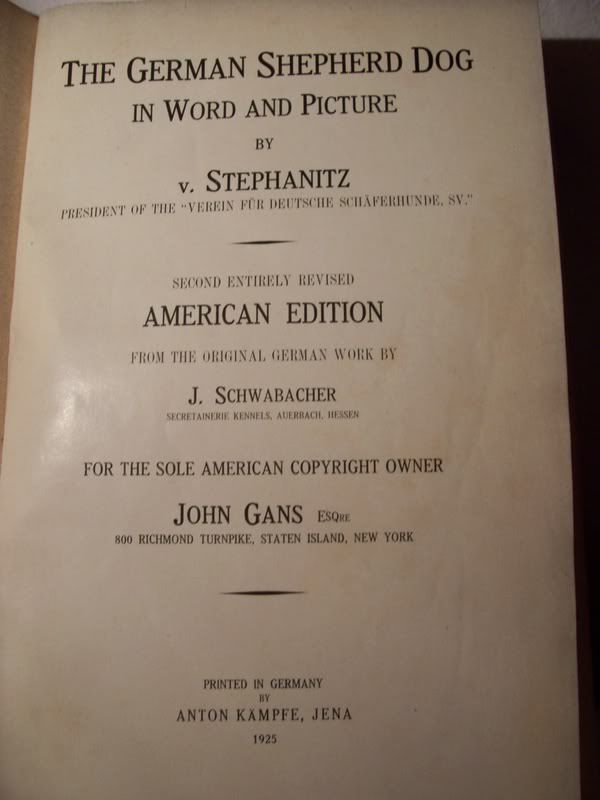 THE GERMAN SHEPHERD DOG
IN WORD AND PICTURE
BY
v. STEPHANITZ
PRESIDENT OF THE "VEREIN FÜR DEUTSCHE SCHÄFERHUNDE, SV."
SECOND ENTIRELY REVISED
AMERICAN EDITION
FROM THE ORIGINAL GERMAN WORK BY
J. SCHWABACHER
SECRETAINERIE KENNELS, AUERBACH, HESSEN
FOR THE SOLE AMERICAN COPYRIGHT OWNER
JOHN GANS ESQRE
800 RICHMOND TURNPIKE, STATEN ISLAND, NEW YORK
PRINTED IN GERMANY
BY
ANTON KÄMPFE, JENA
1925